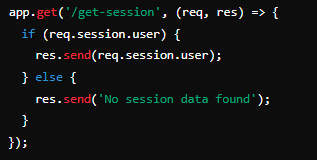 app.get('/get-session', (req, res) => {
  if (req.session.user) {
    res.send(req.session.user);
  } else {
    res.send('No session data found');
  }
});